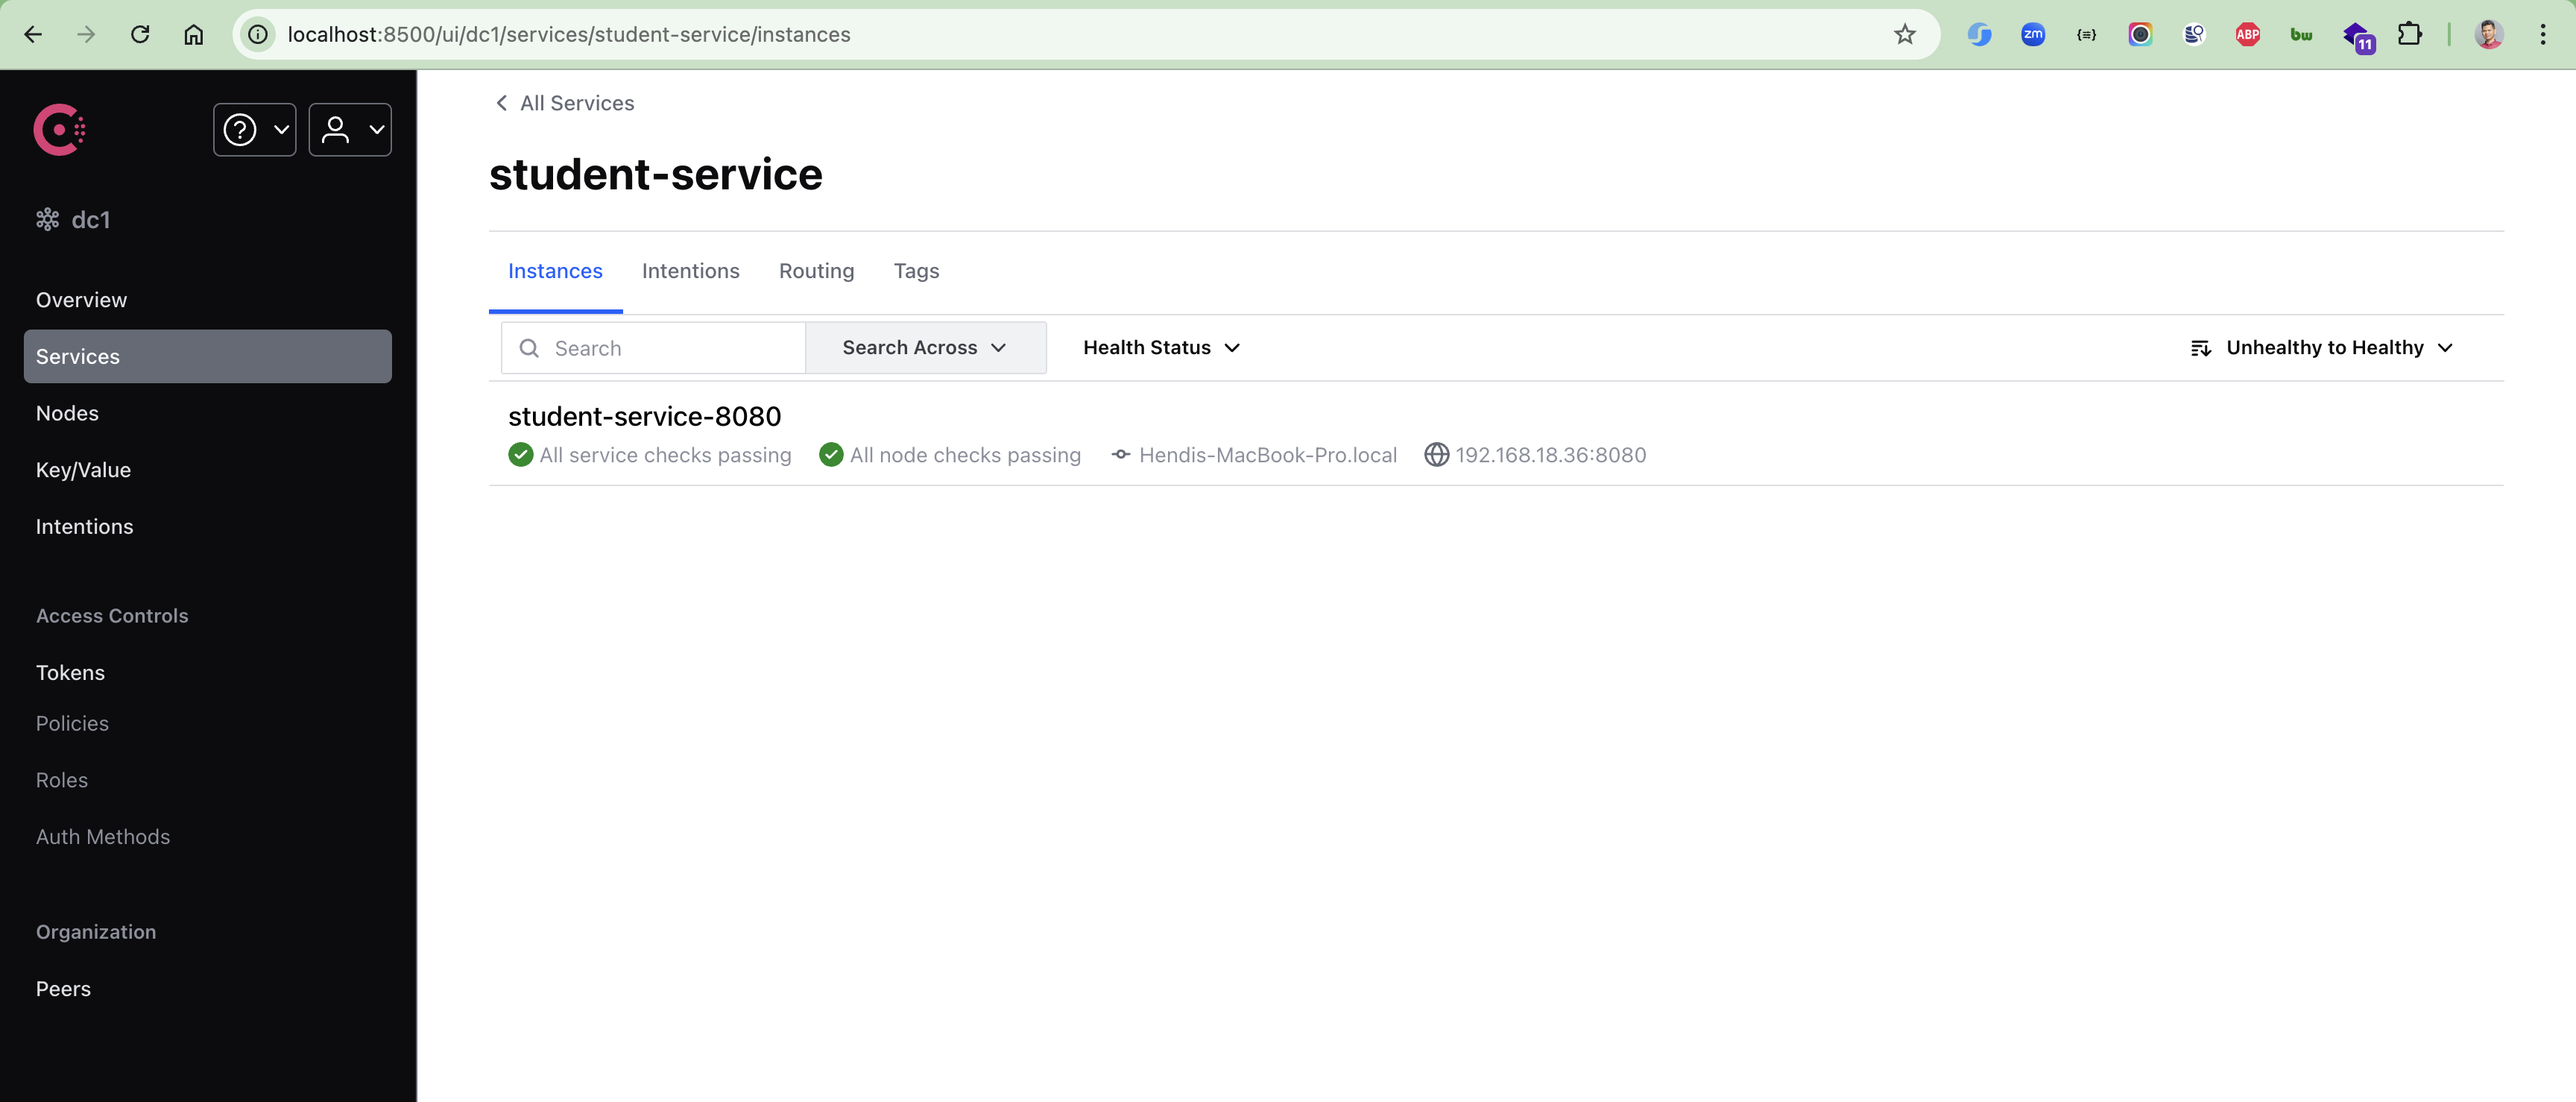 localhost:8500/ui/dc1/services/student-service/instances
zm
{≡}
ABP
bw
11
dc1
Overview
Services
Nodes
Key/Value
Intentions
Access Controls
Tokens
Policies
Roles
Auth Methods
Organization
Peers
All Services
student-service
Instances Intentions Routing Tags
Search Search Across Health Status Unhealthy to Healthy
student-service-8080
All service checks passing All node checks passing Hendis-MacBook-Pro.local 192.168.18.36:8080